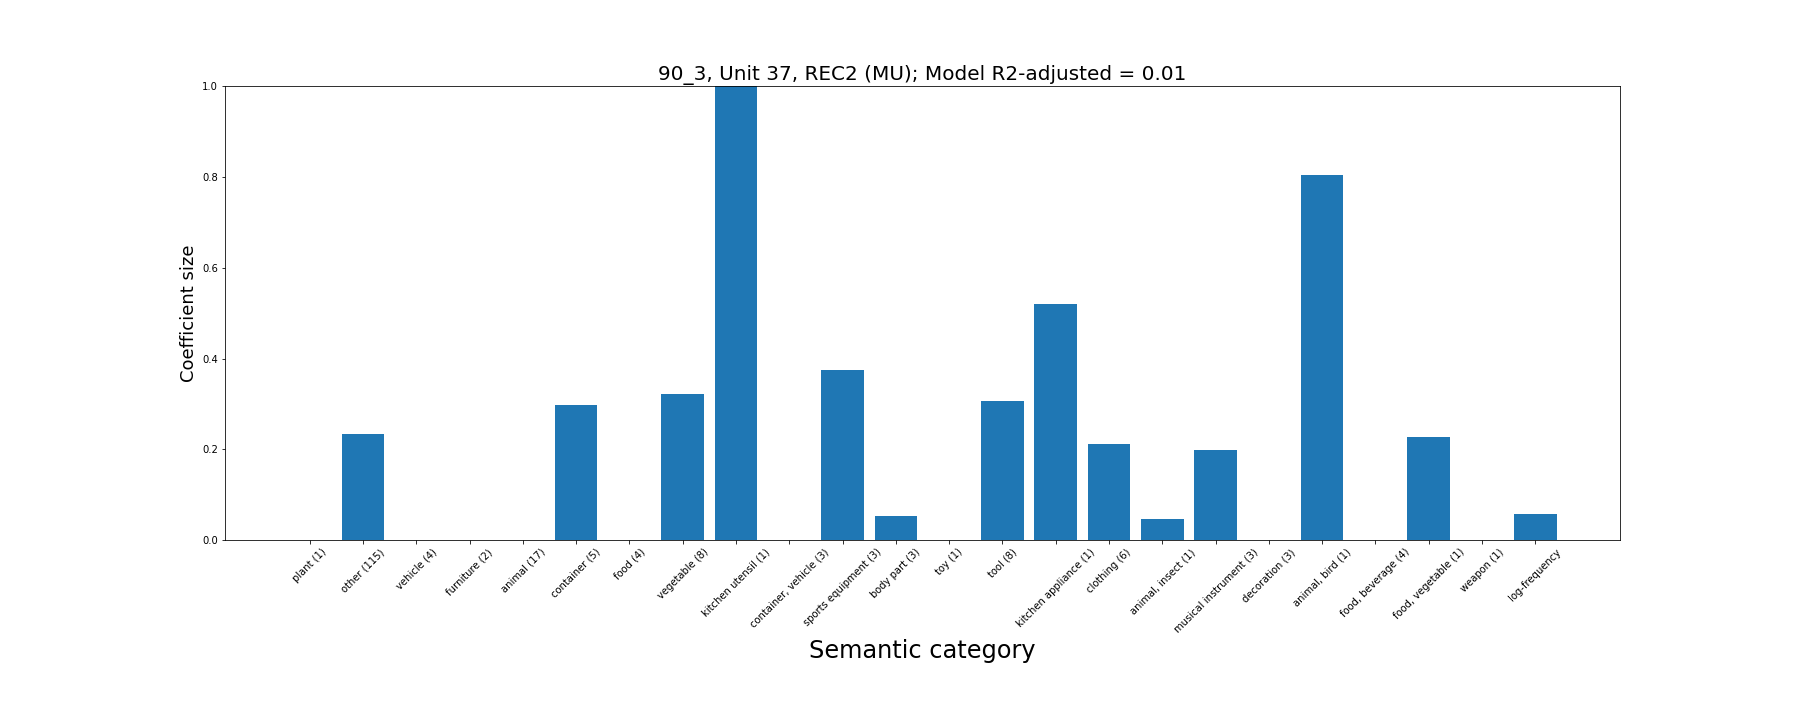 90_3, Unit 37, REC2 (MU); Model R2-adjusted = 0.01
1.0
0.8
0.6
0.4
0.2
0.0
Coefficient size
plant (1)
other (115)
vehicle (4)
furniture (2)
animal (17)
container (5)
food (4)
vegetable (8)
kitchen utensil (1)
container, vehicle (3)
sports equipment (3)
body part (3)
toy (1)
tool (8)
kitchen appliance (1)
clothing (6)
animal, insect (1)
musical instrument (3)
decoration (3)
animal, bird (1)
food, beverage (4)
food, vegetable (1)
weapon (1)
log-frequency
Semantic category